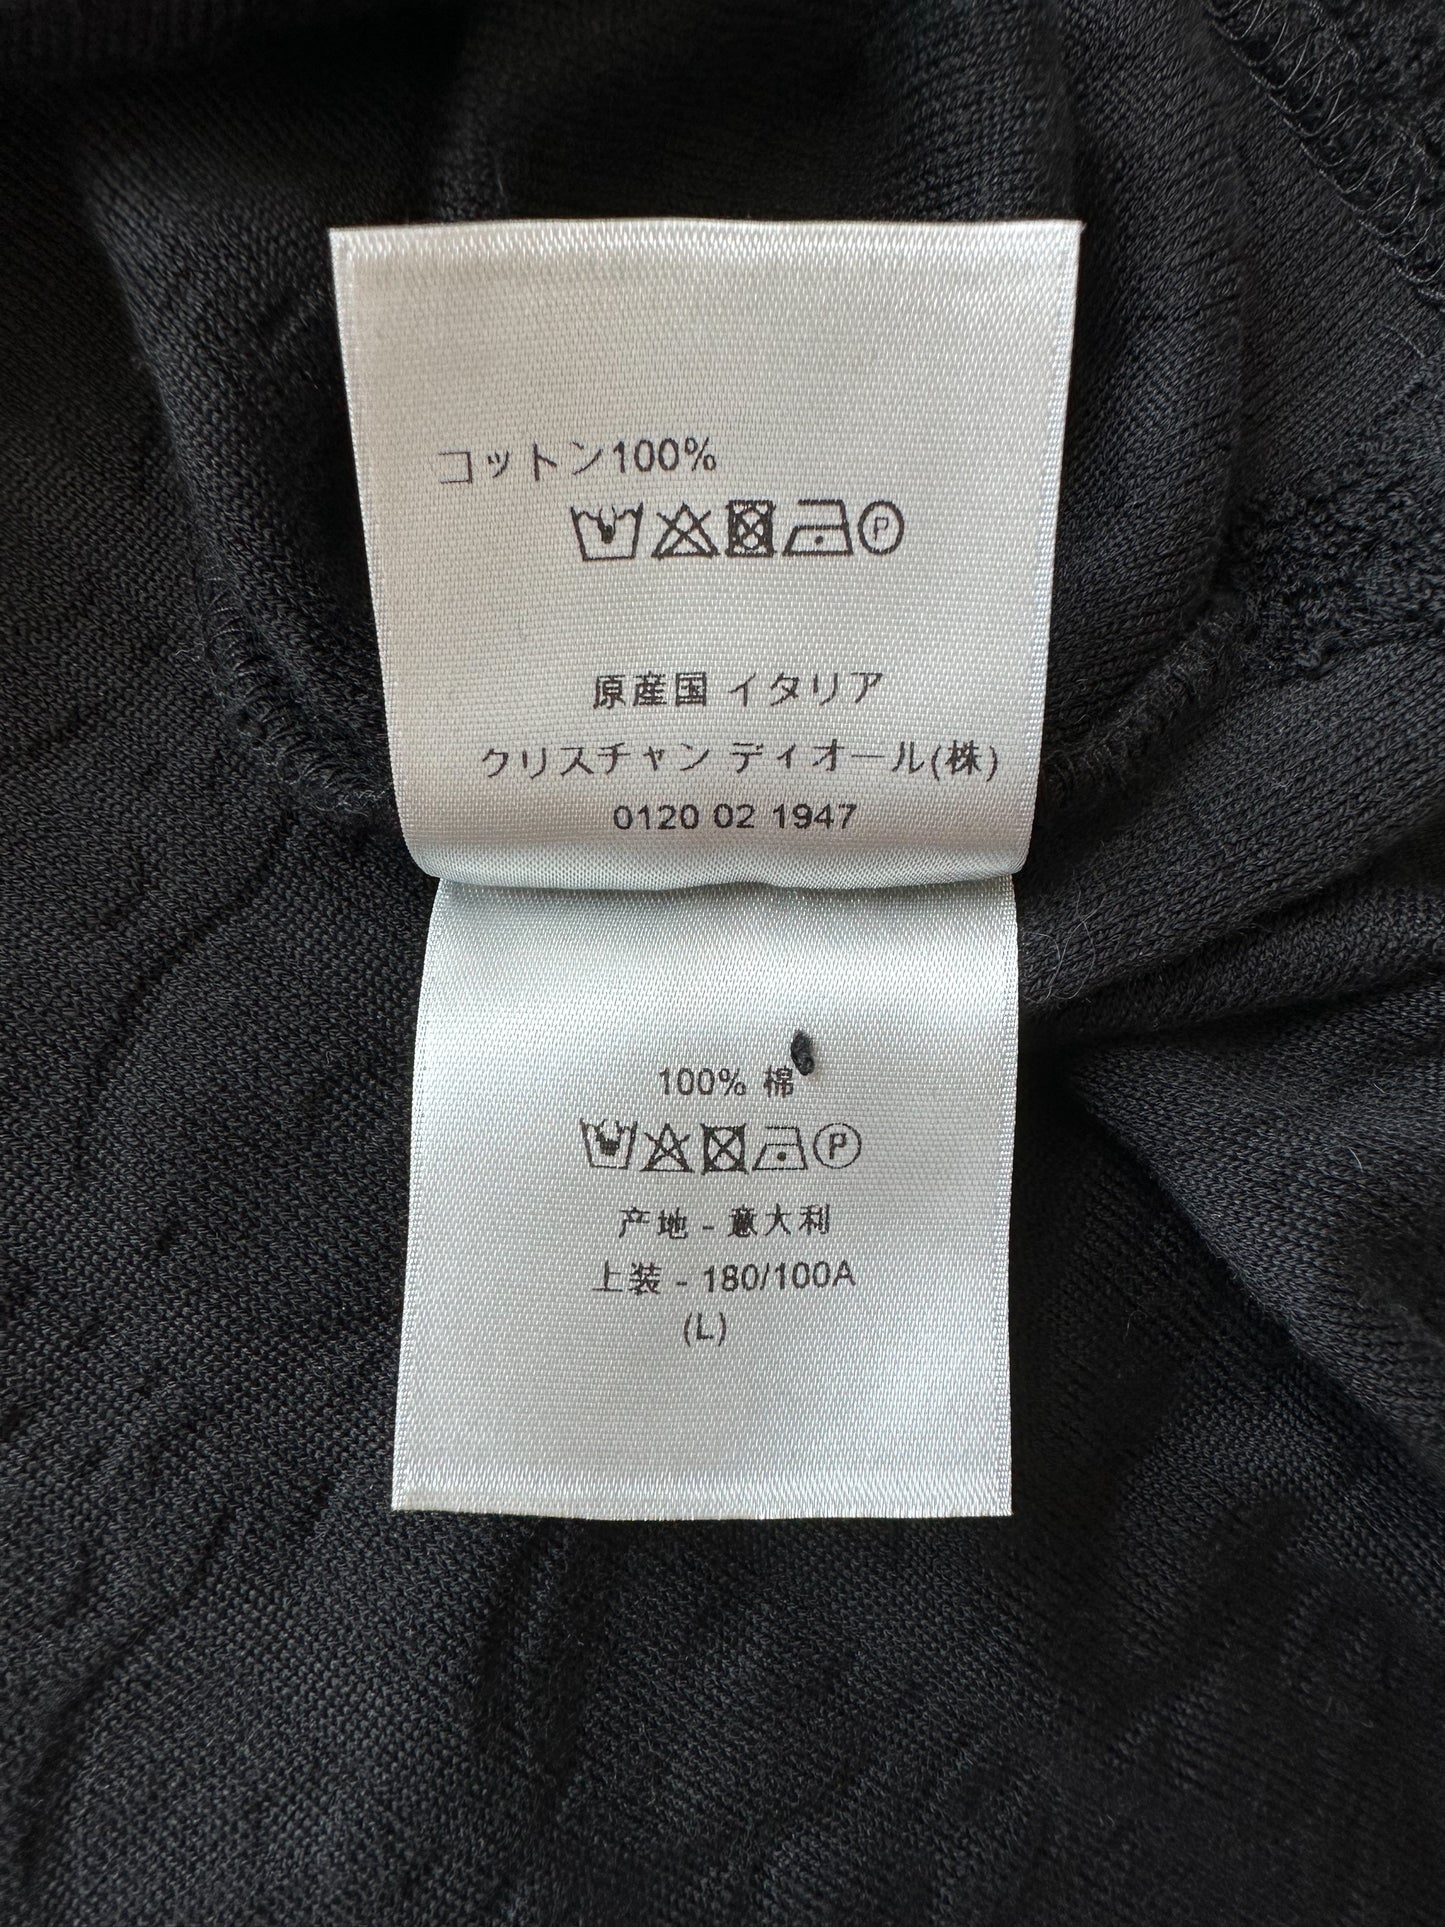 コットン100%
P
原産国 イタリア
クリスチャン ディオール(株)
0120 02 1947
100% 棉
P
产地 - 意大利
上装 - 180/100A
(L)